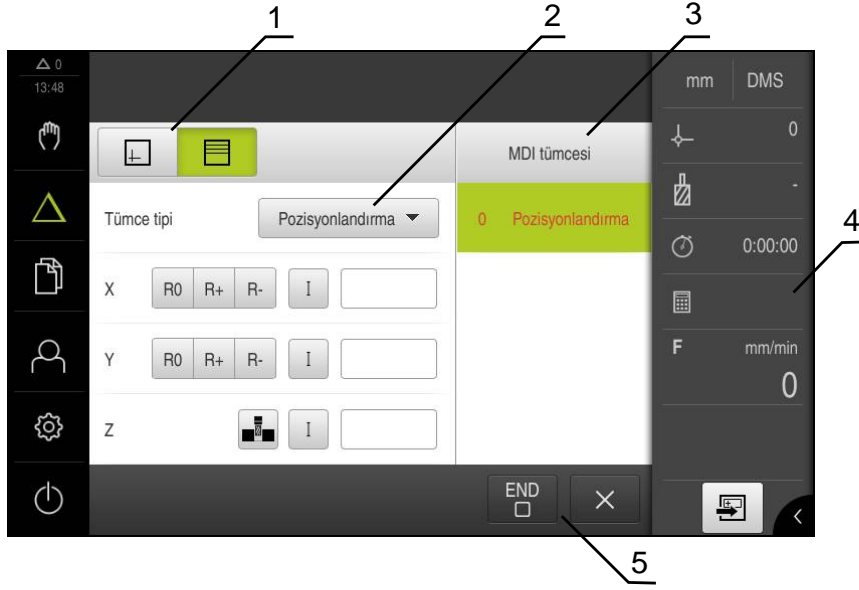 1
2
3
0
13:48
mm
DMS
0
MDI tümcesi
-
Tümce tipi
Pozisyonlandırma
0 Pozisyonlandırma
4
0:00:00
X R0 R+ R- I
F mm/min
0
Y R0 R+ R- I
Z I
END
5